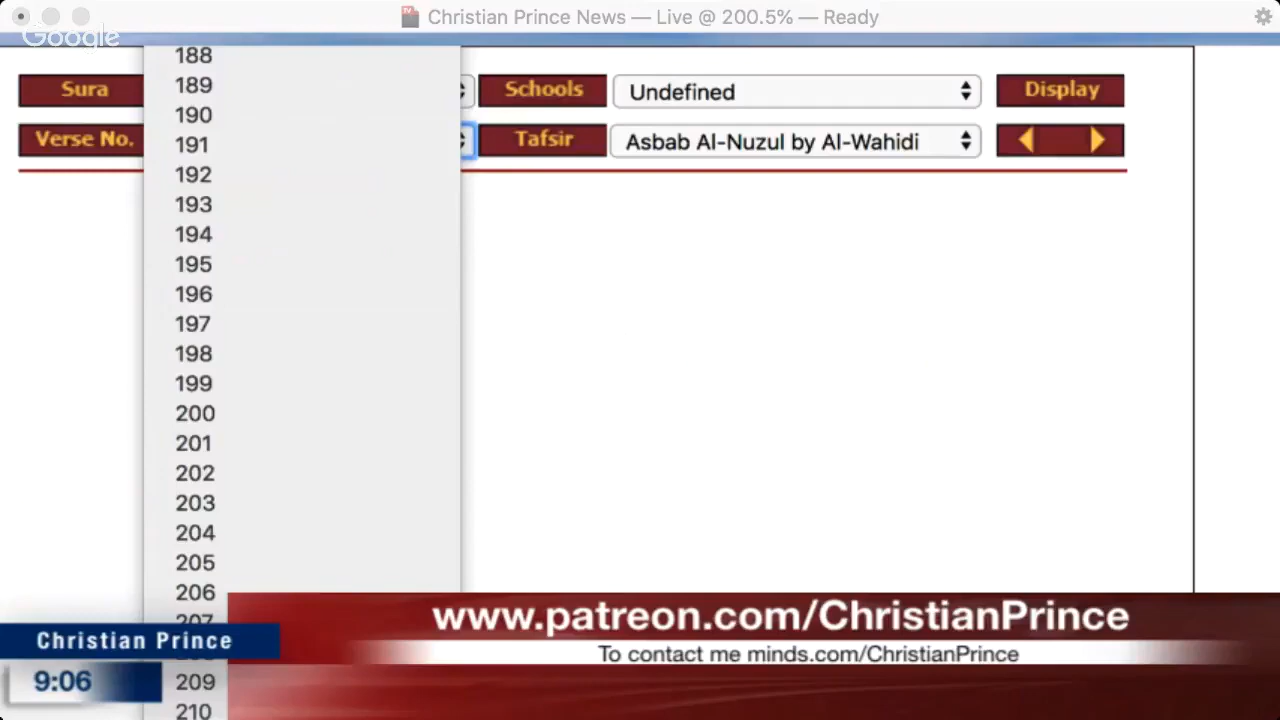 Christian Prince News — Live @ 200.5% — Ready
Google
Sura
Schools
Undefined
Display
Verse No.
Tafsir
Asbab Al-Nuzul by Al-Wahidi
188
189
190
191
192
193
194
195
196
197
198
199
200
201
202
203
204
205
206
207
209
210
www.patreon.com/ChristianPrince
Christian Prince
To contact me minds.com/ChristianPrince
9:06